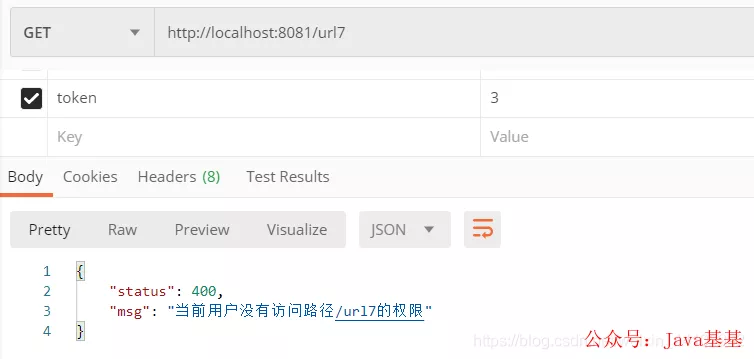 GET http://localhost:8081/url7
token 3
Key Value
Body Cookies Headers (8) Test Results
Pretty Raw Preview Visualize JSON
1 {
2 "status": 400,
3 "msg": "当前用户没有访问路径/url7的权限"
4 }
https://blog.csd
公众号：Java基基